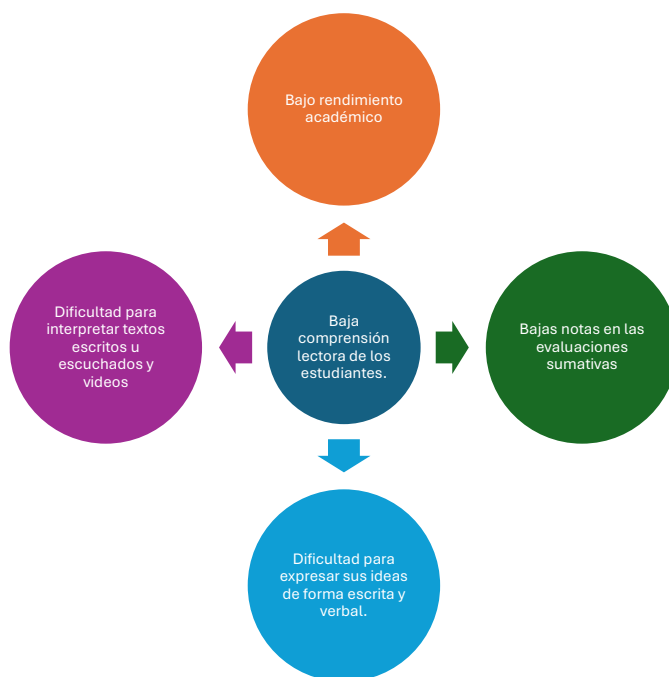 Bajo rendimiento
académico
Dificultad para
interpretar textos
escritos u
escuchados y
videos
Baja
comprensión
lectora de los
estudiantes.
Bajas notas en las
evaluaciones
sumativas
Dificultad para
expresar sus ideas
de forma escrita y
verbal.